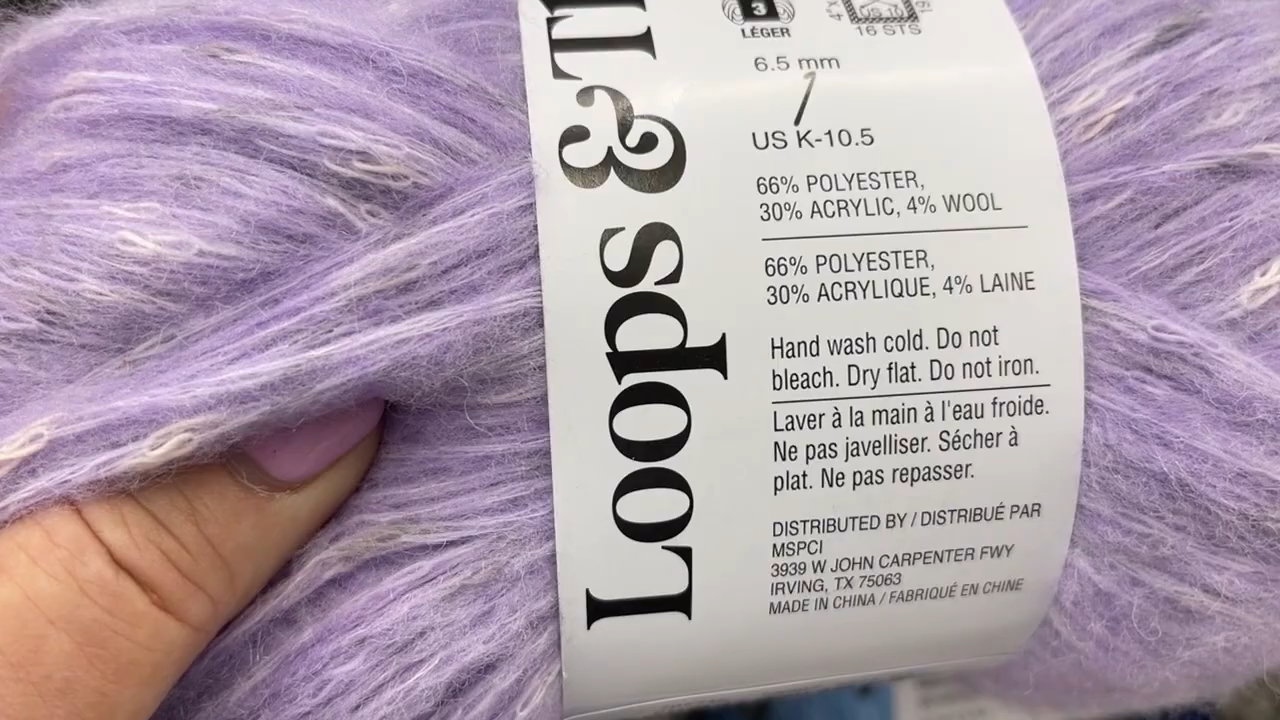 Loops &
3
LÉGER
16 STS
6.5 mm
US K-10.5
66% POLYESTER,
30% ACRYLIC, 4% WOOL
66% POLYESTER,
30% ACRYLIQUE, 4% LAINE
Hand wash cold. Do not
bleach. Dry flat. Do not iron.
Laver à la main à l'eau froide.
Ne pas javelliser. Sécher à
plat. Ne pas repasser.
DISTRIBUTED BY / DISTRIBUÉ PAR
MSPCI
3939 W JOHN CARPENTER FWY
IRVING, TX 75063
MADE IN CHINA / FABRIQUÉ EN CHINE